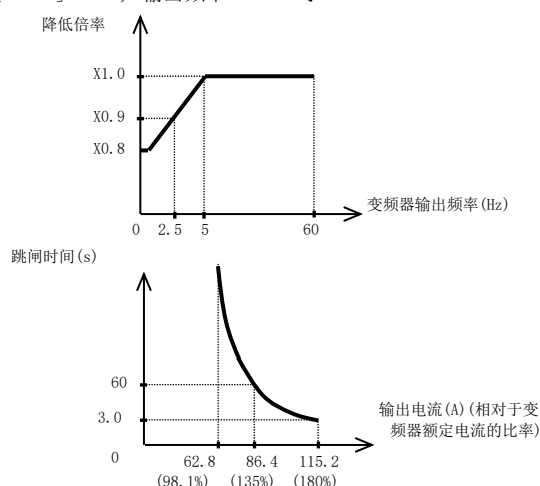 降低倍率
X1.0
X0.9
X0.8
变频器输出频率(Hz)
0 2.5 5 60
跳闸时间(s)
60
3.0
输出电流(A)(相对于变
频器额定电流的比率)
0
62.8 86.4 115.2
(98.1%) (135%) (180%)